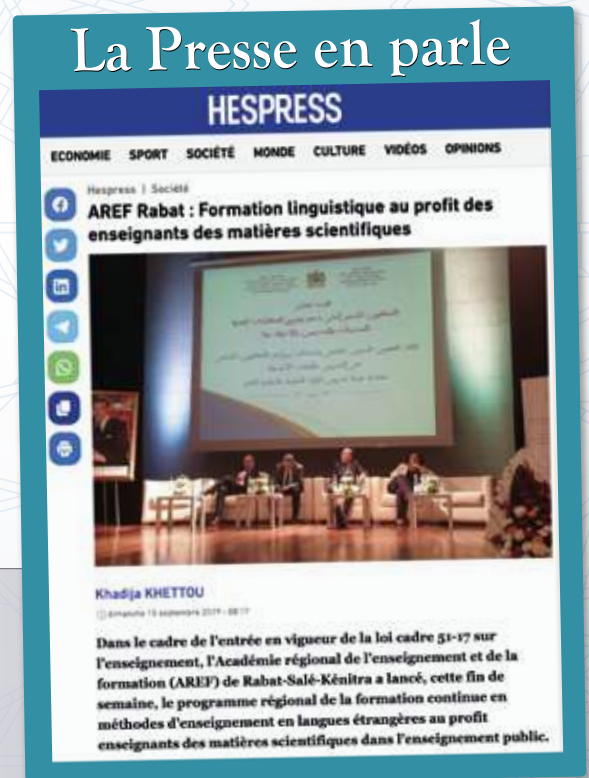 La Presse en parle
HESPRESS
ECONOMIE SPORT SOCIÉTÉ MONDE CULTURE VIDÉOS OPINIONS
Hespress | Société
AREF Rabat : Formation linguistique au profit des
enseignants des matières scientifiques
Khadija KHETTOU
dimanche 15 septembre 2019 -
Dans le cadre de l'entrée en vigueur de la loi cadre 51-17 sur
l'enseignement, l'Académie régional de l'enseignement et de la
formation (AREF) de Rabat-Salé-Kénitra a lancé, cette fin de
semaine, le programme régional de la formation continue en
méthodes d'enseignement en langues étrangères au profit
enseignants des matières scientifiques dans l'enseignement public.